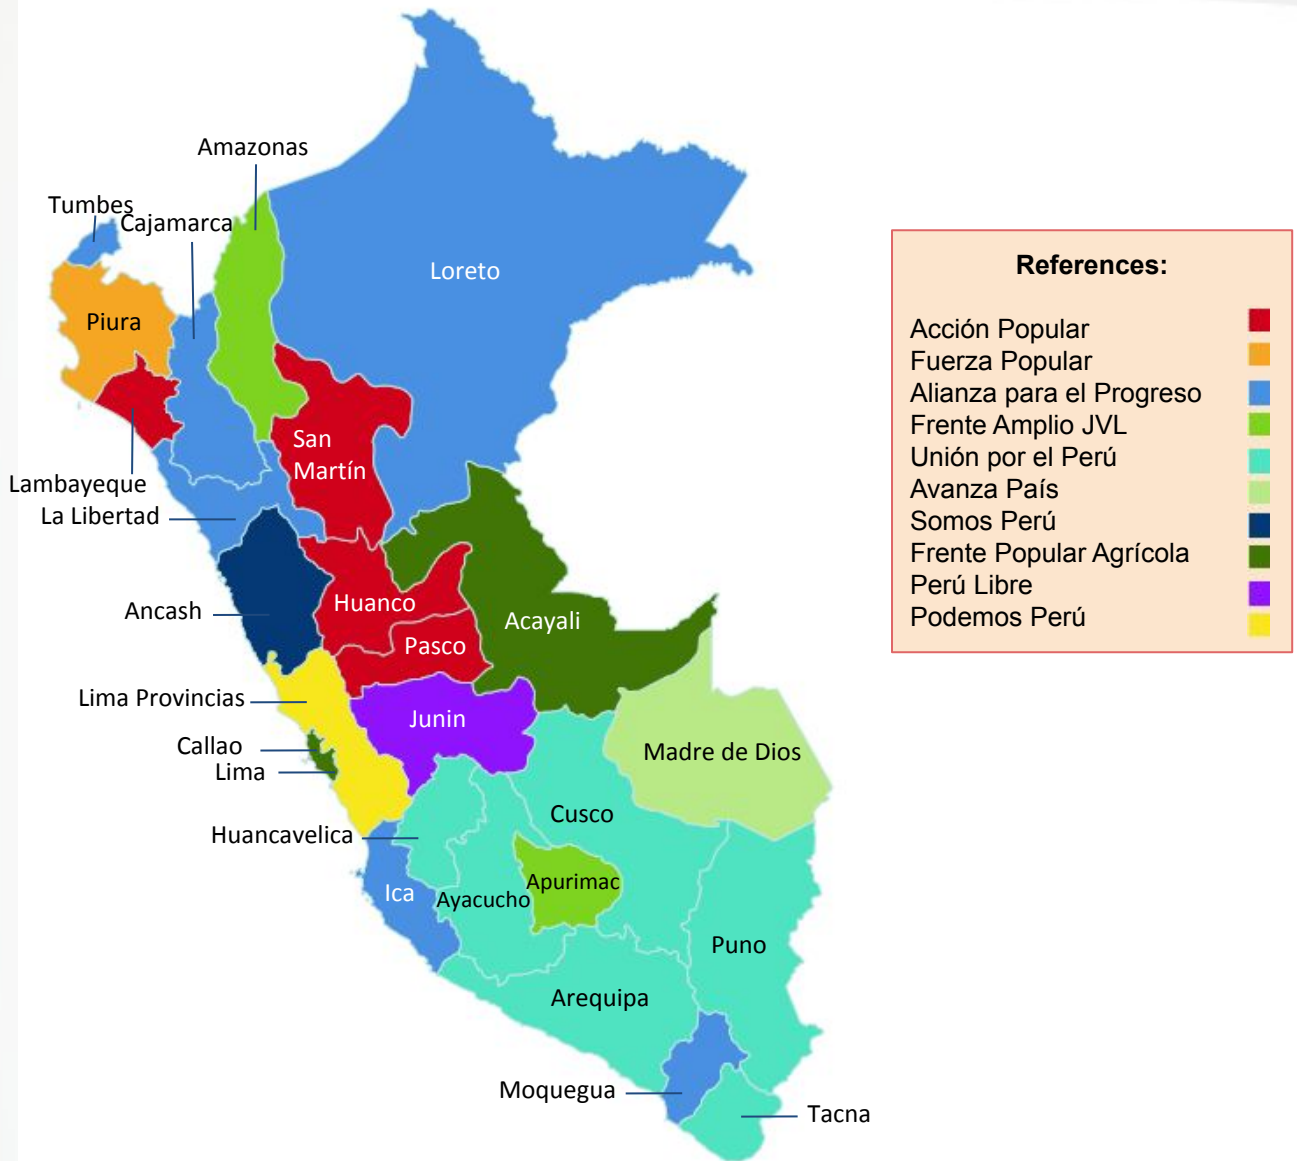 Amazonas
Tumbes
Cajamarca
Loreto
Piura
San
Martín
Lambayeque
La Libertad
Ancash
Huanco
Acayali
Pasco
Lima Provincias
Junin
Callao
Lima
Madre de Dios
Huancavelica
Cusco
Ica
Ayacucho
Apurimac
Puno
Arequipa
Moquegua
Tacna
References:
Acción Popular
Fuerza Popular
Alianza para el Progreso
Frente Amplio JVL
Unión por el Perú
Avanza País
Somos Perú
Frente Popular Agrícola
Perú Libre
Podemos Perú